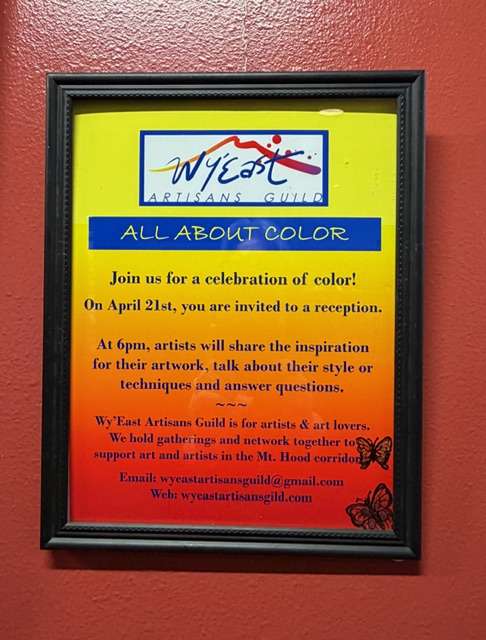 Wy'East
ARTISANS GUILD
ALL ABOUT COLOR
Join us for a celebration of color!
On April 21st, you are invited to a reception.
At 6pm, artists will share the inspiration
for their artwork, talk about their style or
techniques and answer questions.
~~~
Wy'East Artisans Guild is for artists & art lovers.
We hold gatherings and network together to
support art and artists in the Mt. Hood corridor.
Email: wyeastartisansguild@gmail.com
Web: wyeastartisansgild.com